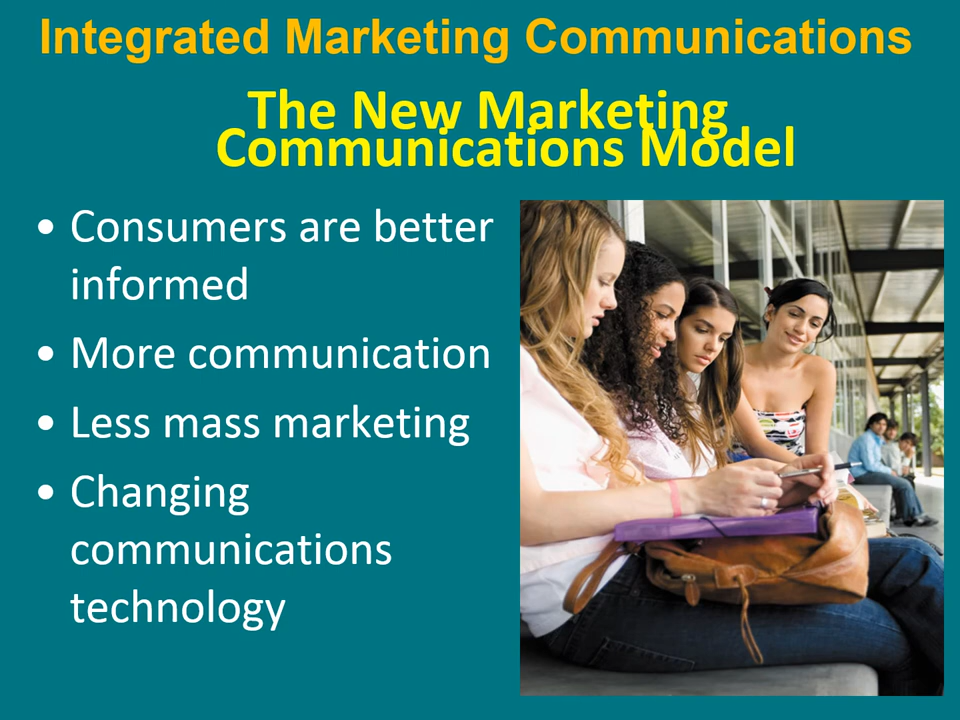 Integrated Marketing Communications
The New Marketing
Communications Model
• Consumers are better
informed
• More communication
• Less mass marketing
• Changing
communications
technology